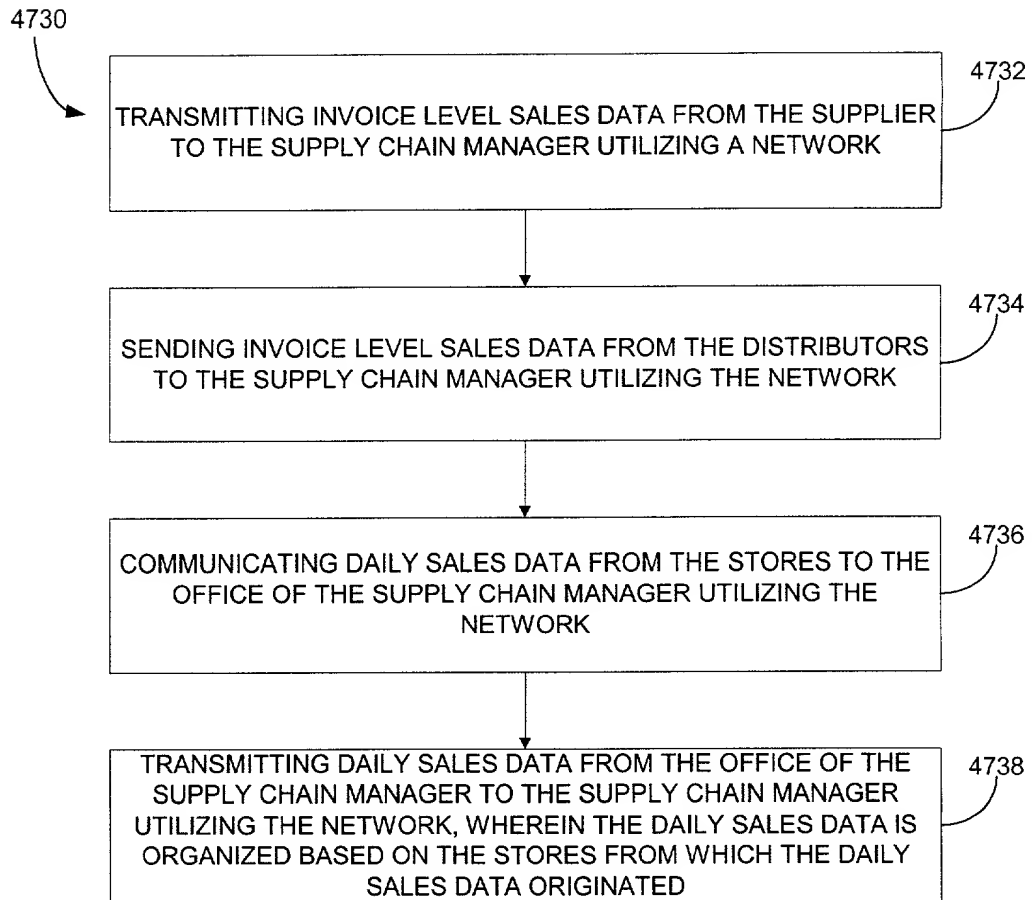 4730
4732
TRANSMITTING INVOICE LEVEL SALES DATA FROM THE SUPPLIER
TO THE SUPPLY CHAIN MANAGER UTILIZING A NETWORK
4734
SENDING INVOICE LEVEL SALES DATA FROM THE DISTRIBUTORS
TO THE SUPPLY CHAIN MANAGER UTILIZING THE NETWORK
4736
COMMUNICATING DAILY SALES DATA FROM THE STORES TO THE
OFFICE OF THE SUPPLY CHAIN MANAGER UTILIZING THE
NETWORK
4738
TRANSMITTING DAILY SALES DATA FROM THE OFFICE OF THE
SUPPLY CHAIN MANAGER TO THE SUPPLY CHAIN MANAGER
UTILIZING THE NETWORK, WHEREIN THE DAILY SALES DATA IS
ORGANIZED BASED ON THE STORES FROM WHICH THE DAILY
SALES DATA ORIGINATED